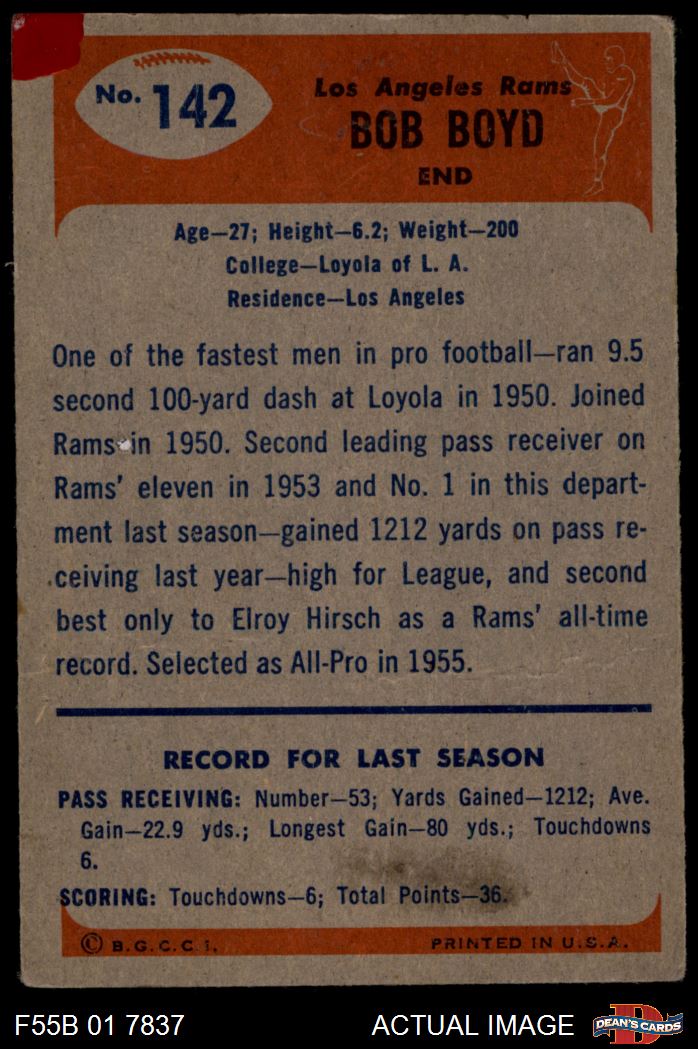 No. 142
Los Angeles Rams
BOB BOYD
END
Age—27; Height—6.2; Weight—200
College—Loyola of L. A.
Residence—Los Angeles
One of the fastest men in pro football—ran 9.5
second 100-yard dash at Loyola in 1950. Joined
Rams in 1950. Second leading pass receiver on
Rams' eleven in 1953 and No. 1 in this depart-
ment last season—gained 1212 yards on pass re-
ceiving last year—high for League, and second
best only to Elroy Hirsch as a Rams' all-time
record. Selected as All-Pro in 1955.
RECORD FOR LAST SEASON
PASS RECEIVING: Number—53; Yards Gained—1212; Ave.
Gain—22.9 yds.; Longest Gain—80 yds.; Touchdowns
6.
SCORING: Touchdowns—6; Total Points—36.
© B.G.C.C.I.
PRINTED IN U.S.A.
F55B 01 7837
ACTUAL IMAGE
D
DEAN'S CARDS